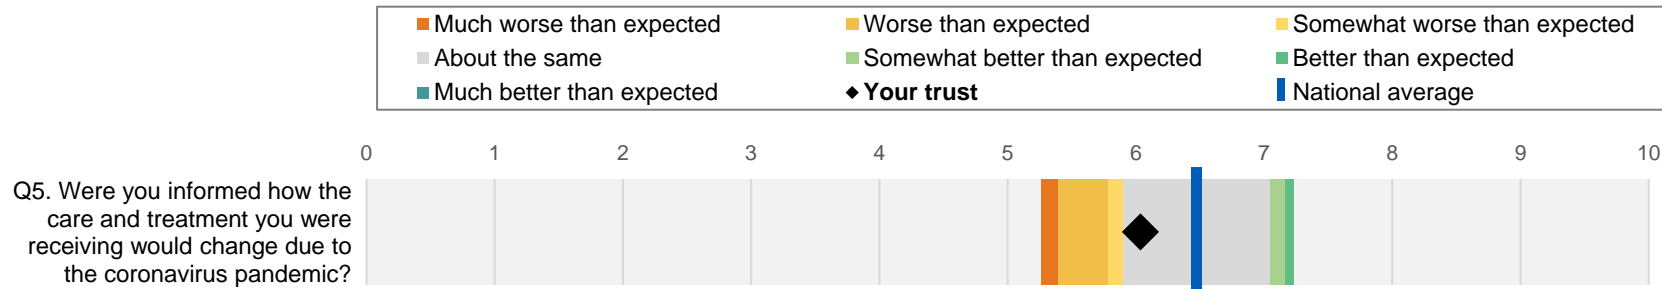 Much worse than expected
Worse than expected
Somewhat worse than expected
About the same
Somewhat better than expected
Better than expected
Much better than expected
Your trust
National average
0 1 2 3 4 5 6 7 8 9 10
Q5. Were you informed how the
care and treatment you were
receiving would change due to
the coronavirus pandemic?